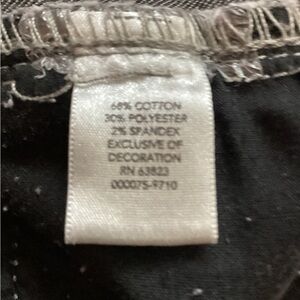 68% COTTON
30% POLYESTER
2% SPANDEX
EXCLUSIVE OF
DECORATION
RN 63823
000075-9710